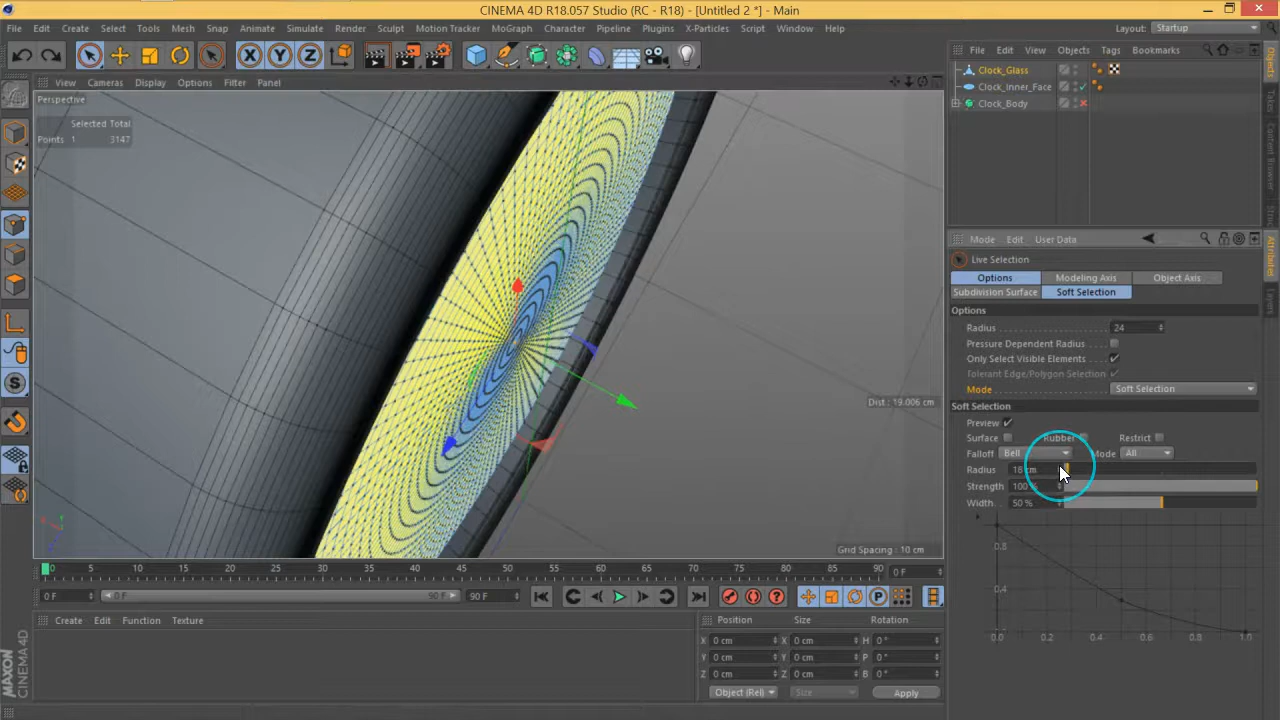 CINEMA 4D R18.057 Studio (RC - R18) - [Untitled 2 *] - Main
File Edit Create Select Tools Mesh Snap Animate Simulate Render Sculpt Motion Tracker MoGraph Character Pipeline Plugins X-Particles Script Window Help Layout: Startup
X Y Z
File Edit View Objects Tags Bookmarks
View Cameras Display Options Filter Panel
Perspective
Selected Total
Points 1 3147
Clock_Glass
Clock_Inner_Face
Clock_Body
Objects
Takes
Content Browser
Attributes
Layers
Mode Edit User Data
Live Selection
Options Modeling Axis Object Axis
Subdivision Surface Soft Selection
Options
Radius 24
Pressure Dependent Radius
Only Select Visible Elements
Tolerant Edge/Polygon Selection
Mode Soft Selection
Soft Selection
Preview
Surface Rubber Restrict
Falloff Bell Mode All
Radius 18 cm
Strength 100 %
Width 50 %
0.8
0.4
0.0 0.2 0.4 0.6 0.8 1.0
Dist : 19.006 cm
Grid Spacing : 10 cm
0 5 10 15 20 25 30 35 40 45 50 55 60 65 70 75 80 85 90 0 F
0 F 0 F 90 F 90 F
Create Edit Function Texture
Position Size Rotation
X 0 cm X 0 cm H 0 °
Y 0 cm Y 0 cm P 0 °
Z 0 cm Z 0 cm B 0 °
Object (Rel) Size Apply
MAXON
CINEMA 4D